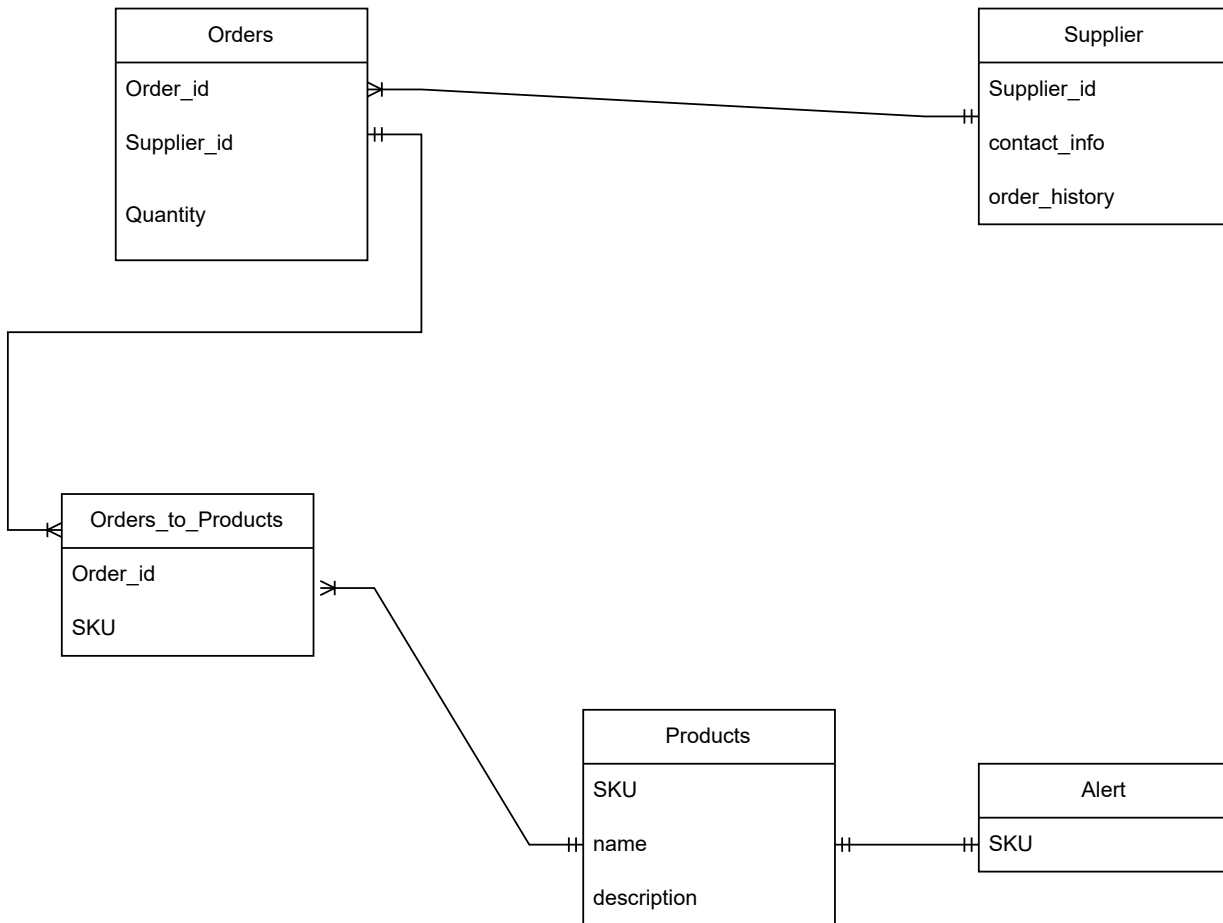 Orders
Order_id
Supplier_id
Quantity
Supplier
Supplier_id
contact_info
order_history
Orders_to_Products
Order_id
SKU
Products
SKU
name
description
Alert
SKU